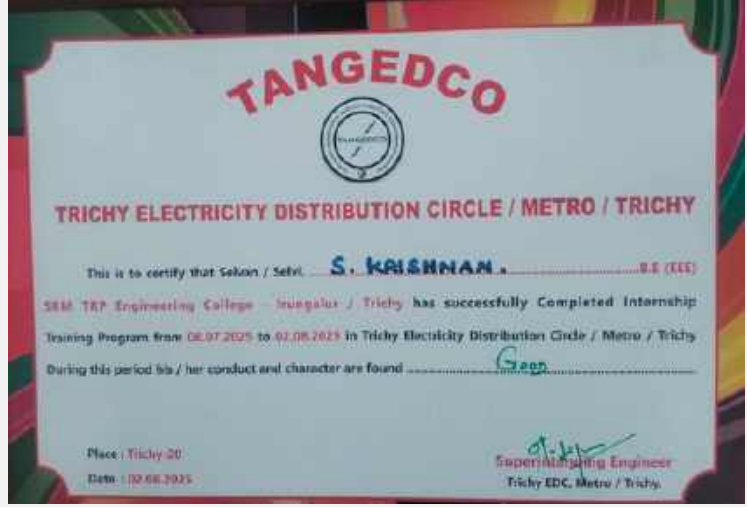 TANGEDCO
TANGEDCO
TRICHY ELECTRICITY DISTRIBUTION CIRCLE / METRO / TRICHY
This is to certify that Selvan / Selvi. S. KRISHNAN. B.E (EEE)
SRM TRP Engineering College - Irungalur / Trichy has successfully Completed Internship
Training Program from 08.07.2025 to 02.08.2025 in Trichy Electricity Distribution Circle / Metro / Trichy
During this period his / her conduct and character are found Good
Place : Trichy-20
Date : 02.08.2025
Superintending Engineer
Trichy EDC, Metro / Trichy.